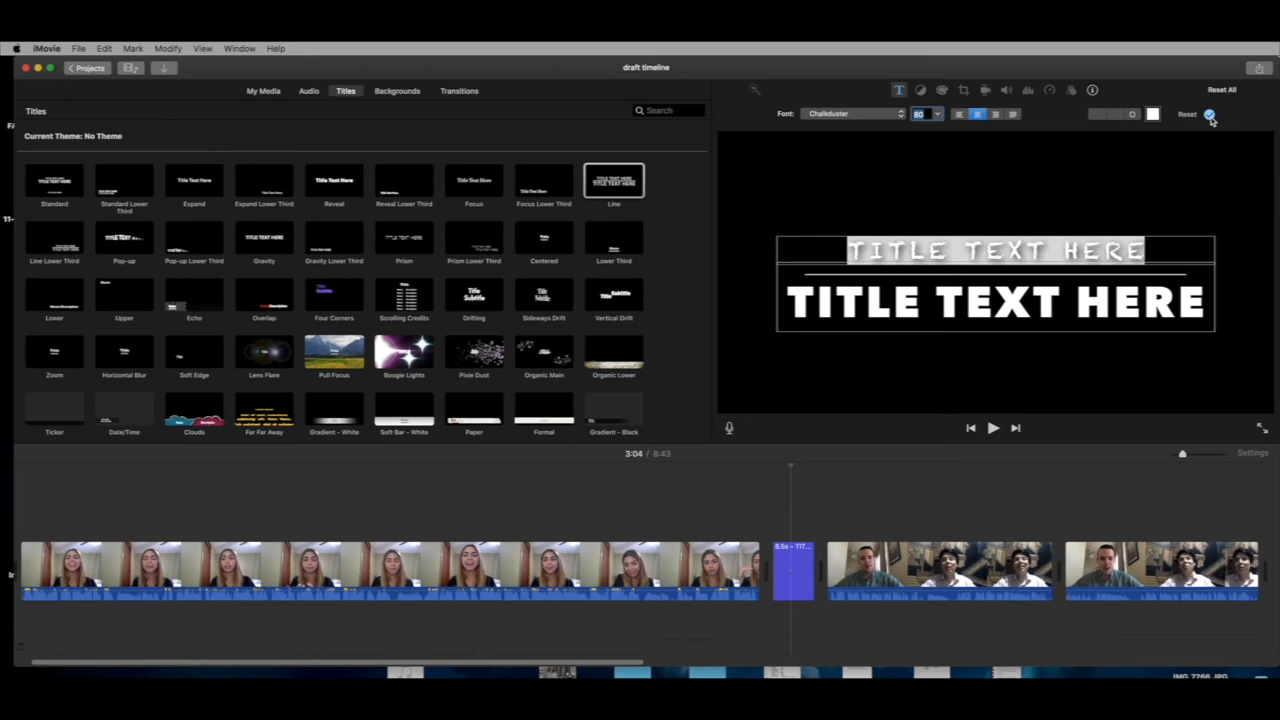 iMovie File Edit Mark Modify View Window Help
Projects
draft timeline
My Media Audio Titles Backgrounds Transitions
Reset All
Titles
Search
Font: Chalkduster 80
Reset
Current Theme: No Theme
Standard Standard Lower Third Expand Expand Lower Third Reveal Reveal Lower Third Focus Focus Lower Third Line
Line Lower Third Pop-up Pop-up Lower Third Gravity Gravity Lower Third Prism Prism Lower Third Centered Lower Third
Lower Upper Echo Overlap Four Corners Scrolling Credits Drifting Sideways Drift Vertical Drift
Zoom Horizontal Blur Soft Edge Lens Flare Pull Focus Boogie Lights Pixie Dust Organic Main Organic Lower
Ticker Date/Time Clouds Far Far Away Gradient - White Soft Bar - White Paper Formal Gradient - Black
TITLE TEXT HERE
TITLE TEXT HERE
3:04 / 8:43
Settings
8.5s – TIT...
IMG 7266.JPG